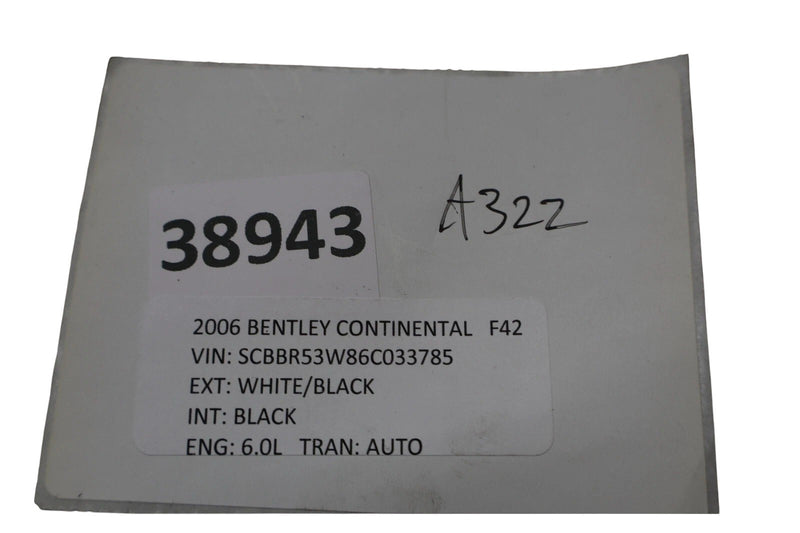 A322
38943
2006 BENTLEY CONTINENTAL F42
VIN: SCBBR53W86C033785
EXT: WHITE/BLACK
INT: BLACK
ENG: 6.0L TRAN: AUTO